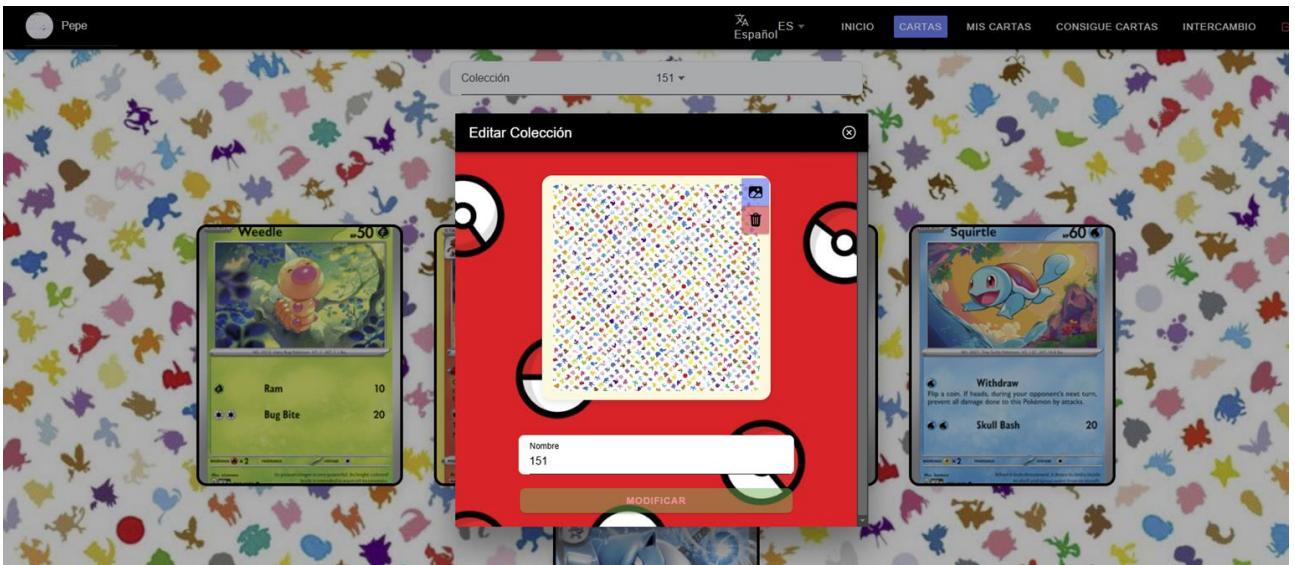 Pepe
Español
ES
INICIO
CARTAS
MIS CARTAS
CONSIGUE CARTAS
INTERCAMBIO
Colección
151
Editar Colección
Nombre
151
MODIFICAR
Weedle 50
Ram 10
Bug Bite 20
Squirtle 60
Withdraw
Flip a coin. If heads, during your opponent's next turn,
prevent all damage done to this Pokémon by attacks.
Skull Bash 20